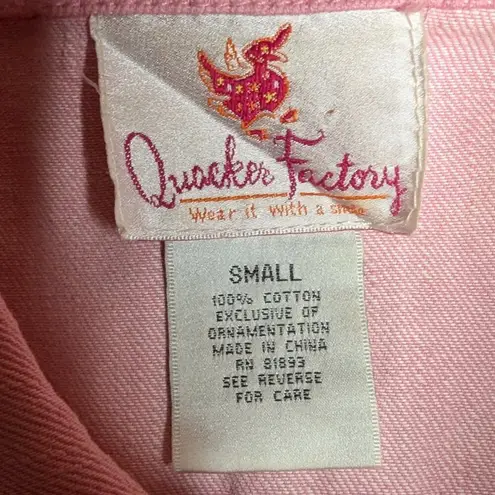 Quacker Factory
Wear it with a snap
SMALL
100% COTTON
EXCLUSIVE OF
ORNAMENTATION
MADE IN CHINA
RN 81893
SEE REVERSE
FOR CARE